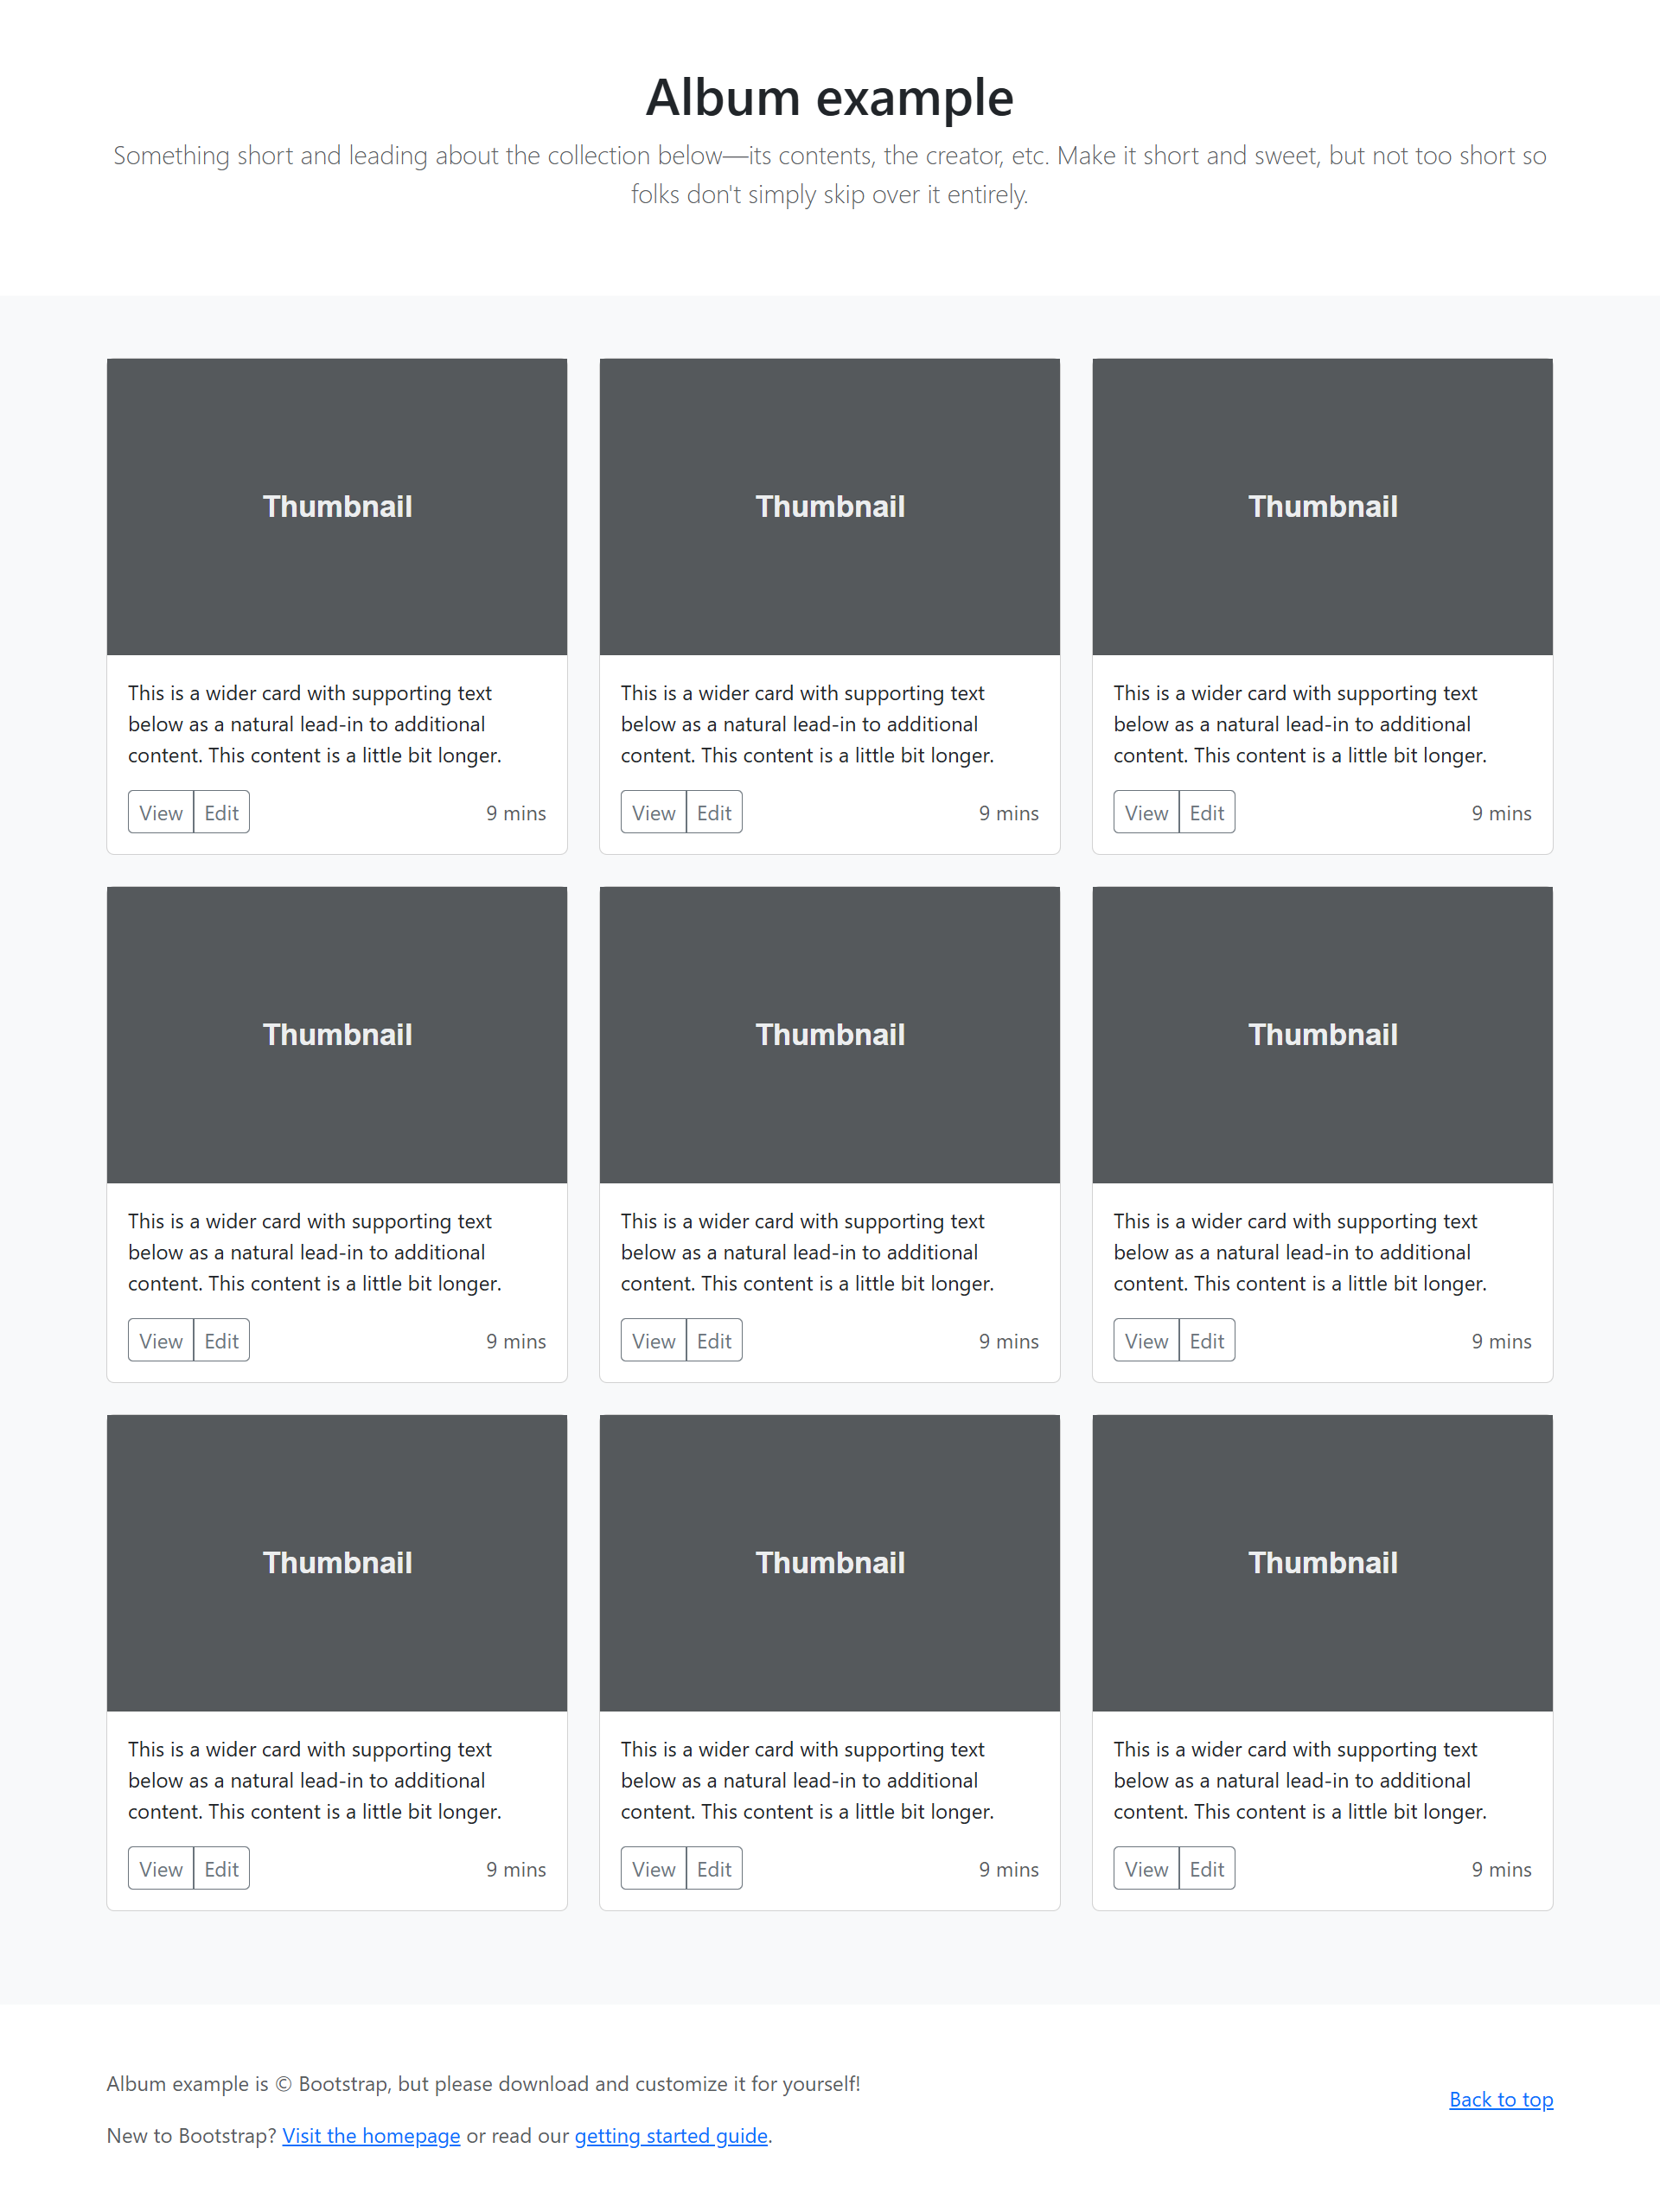 Album example
Something short and leading about the collection below—its contents, the creator, etc. Make it short and sweet, but not too short so
folks don't simply skip over it entirely.
Thumbnail
This is a wider card with supporting text
below as a natural lead-in to additional
content. This content is a little bit longer.
View Edit 9 mins
Thumbnail
This is a wider card with supporting text
below as a natural lead-in to additional
content. This content is a little bit longer.
View Edit 9 mins
Thumbnail
This is a wider card with supporting text
below as a natural lead-in to additional
content. This content is a little bit longer.
View Edit 9 mins
Thumbnail
This is a wider card with supporting text
below as a natural lead-in to additional
content. This content is a little bit longer.
View Edit 9 mins
Thumbnail
This is a wider card with supporting text
below as a natural lead-in to additional
content. This content is a little bit longer.
View Edit 9 mins
Thumbnail
This is a wider card with supporting text
below as a natural lead-in to additional
content. This content is a little bit longer.
View Edit 9 mins
Thumbnail
This is a wider card with supporting text
below as a natural lead-in to additional
content. This content is a little bit longer.
View Edit 9 mins
Thumbnail
This is a wider card with supporting text
below as a natural lead-in to additional
content. This content is a little bit longer.
View Edit 9 mins
Thumbnail
This is a wider card with supporting text
below as a natural lead-in to additional
content. This content is a little bit longer.
View Edit 9 mins
Album example is © Bootstrap, but please download and customize it for yourself!
Back to top
New to Bootstrap? Visit the homepage or read our getting started guide.